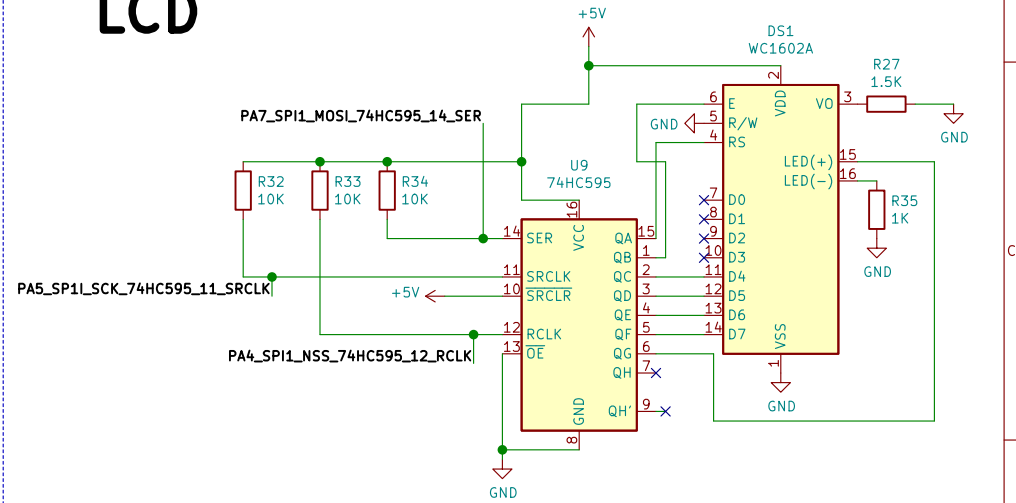 LCD
+5V
DS1
WC1602A
R27
1.5K
GND
PA7_SPI1_MOSI_74HC595_14_SER
R32
10K
R33
10K
R34
10K
U9
74HC595
16
VCC
14 SER
11 SRCLK
10 SRCLR
12 RCLK
13 OE
GND
8
QA 15
QB 1
QC 2
QD 3
QE 4
QF 5
QG 6
QH 7
QH' 9
+5V
PA5_SP1I_SCK_74HC595_11_SRCLK
PA4_SPI1_NSS_74HC595_12_RCLK
GND
GND
2
VDD
6 E
5 R/W
4 RS
7 D0
8 D1
9 D2
10 D3
11 D4
12 D5
13 D6
14 D7
VO 3
LED(+) 15
LED(-) 16
VSS
1
GND
R35
1K
GND
C